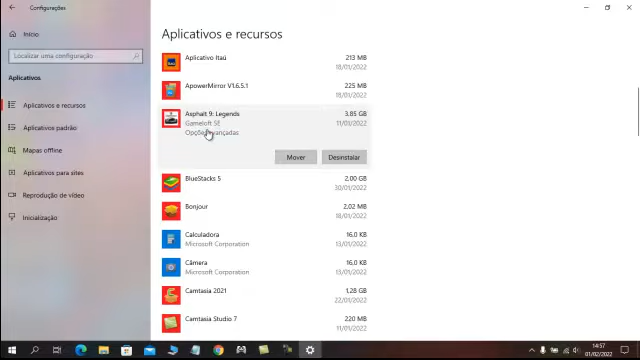 Configurações
Início
Localizar uma configuração
Aplicativos
Aplicativos e recursos
Aplicativos padrão
Mapas offline
Aplicativos para sites
Reprodução de vídeo
Inicialização
Aplicativos e recursos
Aplicativo Itaú 213 MB
18/01/2022
ApowerMirror V1.6.5.1 225 MB
18/01/2022
Asphalt 9: Legends 3,85 GB
Gameloft SE 11/01/2022
Opções avançadas
Mover Desinstalar
BlueStacks 5 2,00 GB
30/01/2022
Bonjour 2,02 MB
18/01/2022
Calculadora 16,0 KB
Microsoft Corporation 13/01/2022
Câmera 16,0 KB
Microsoft Corporation 13/01/2022
Camtasia 2021 1,28 GB
22/01/2022
Camtasia Studio 7 220 MB
11/01/2022
14:57
01/02/2022